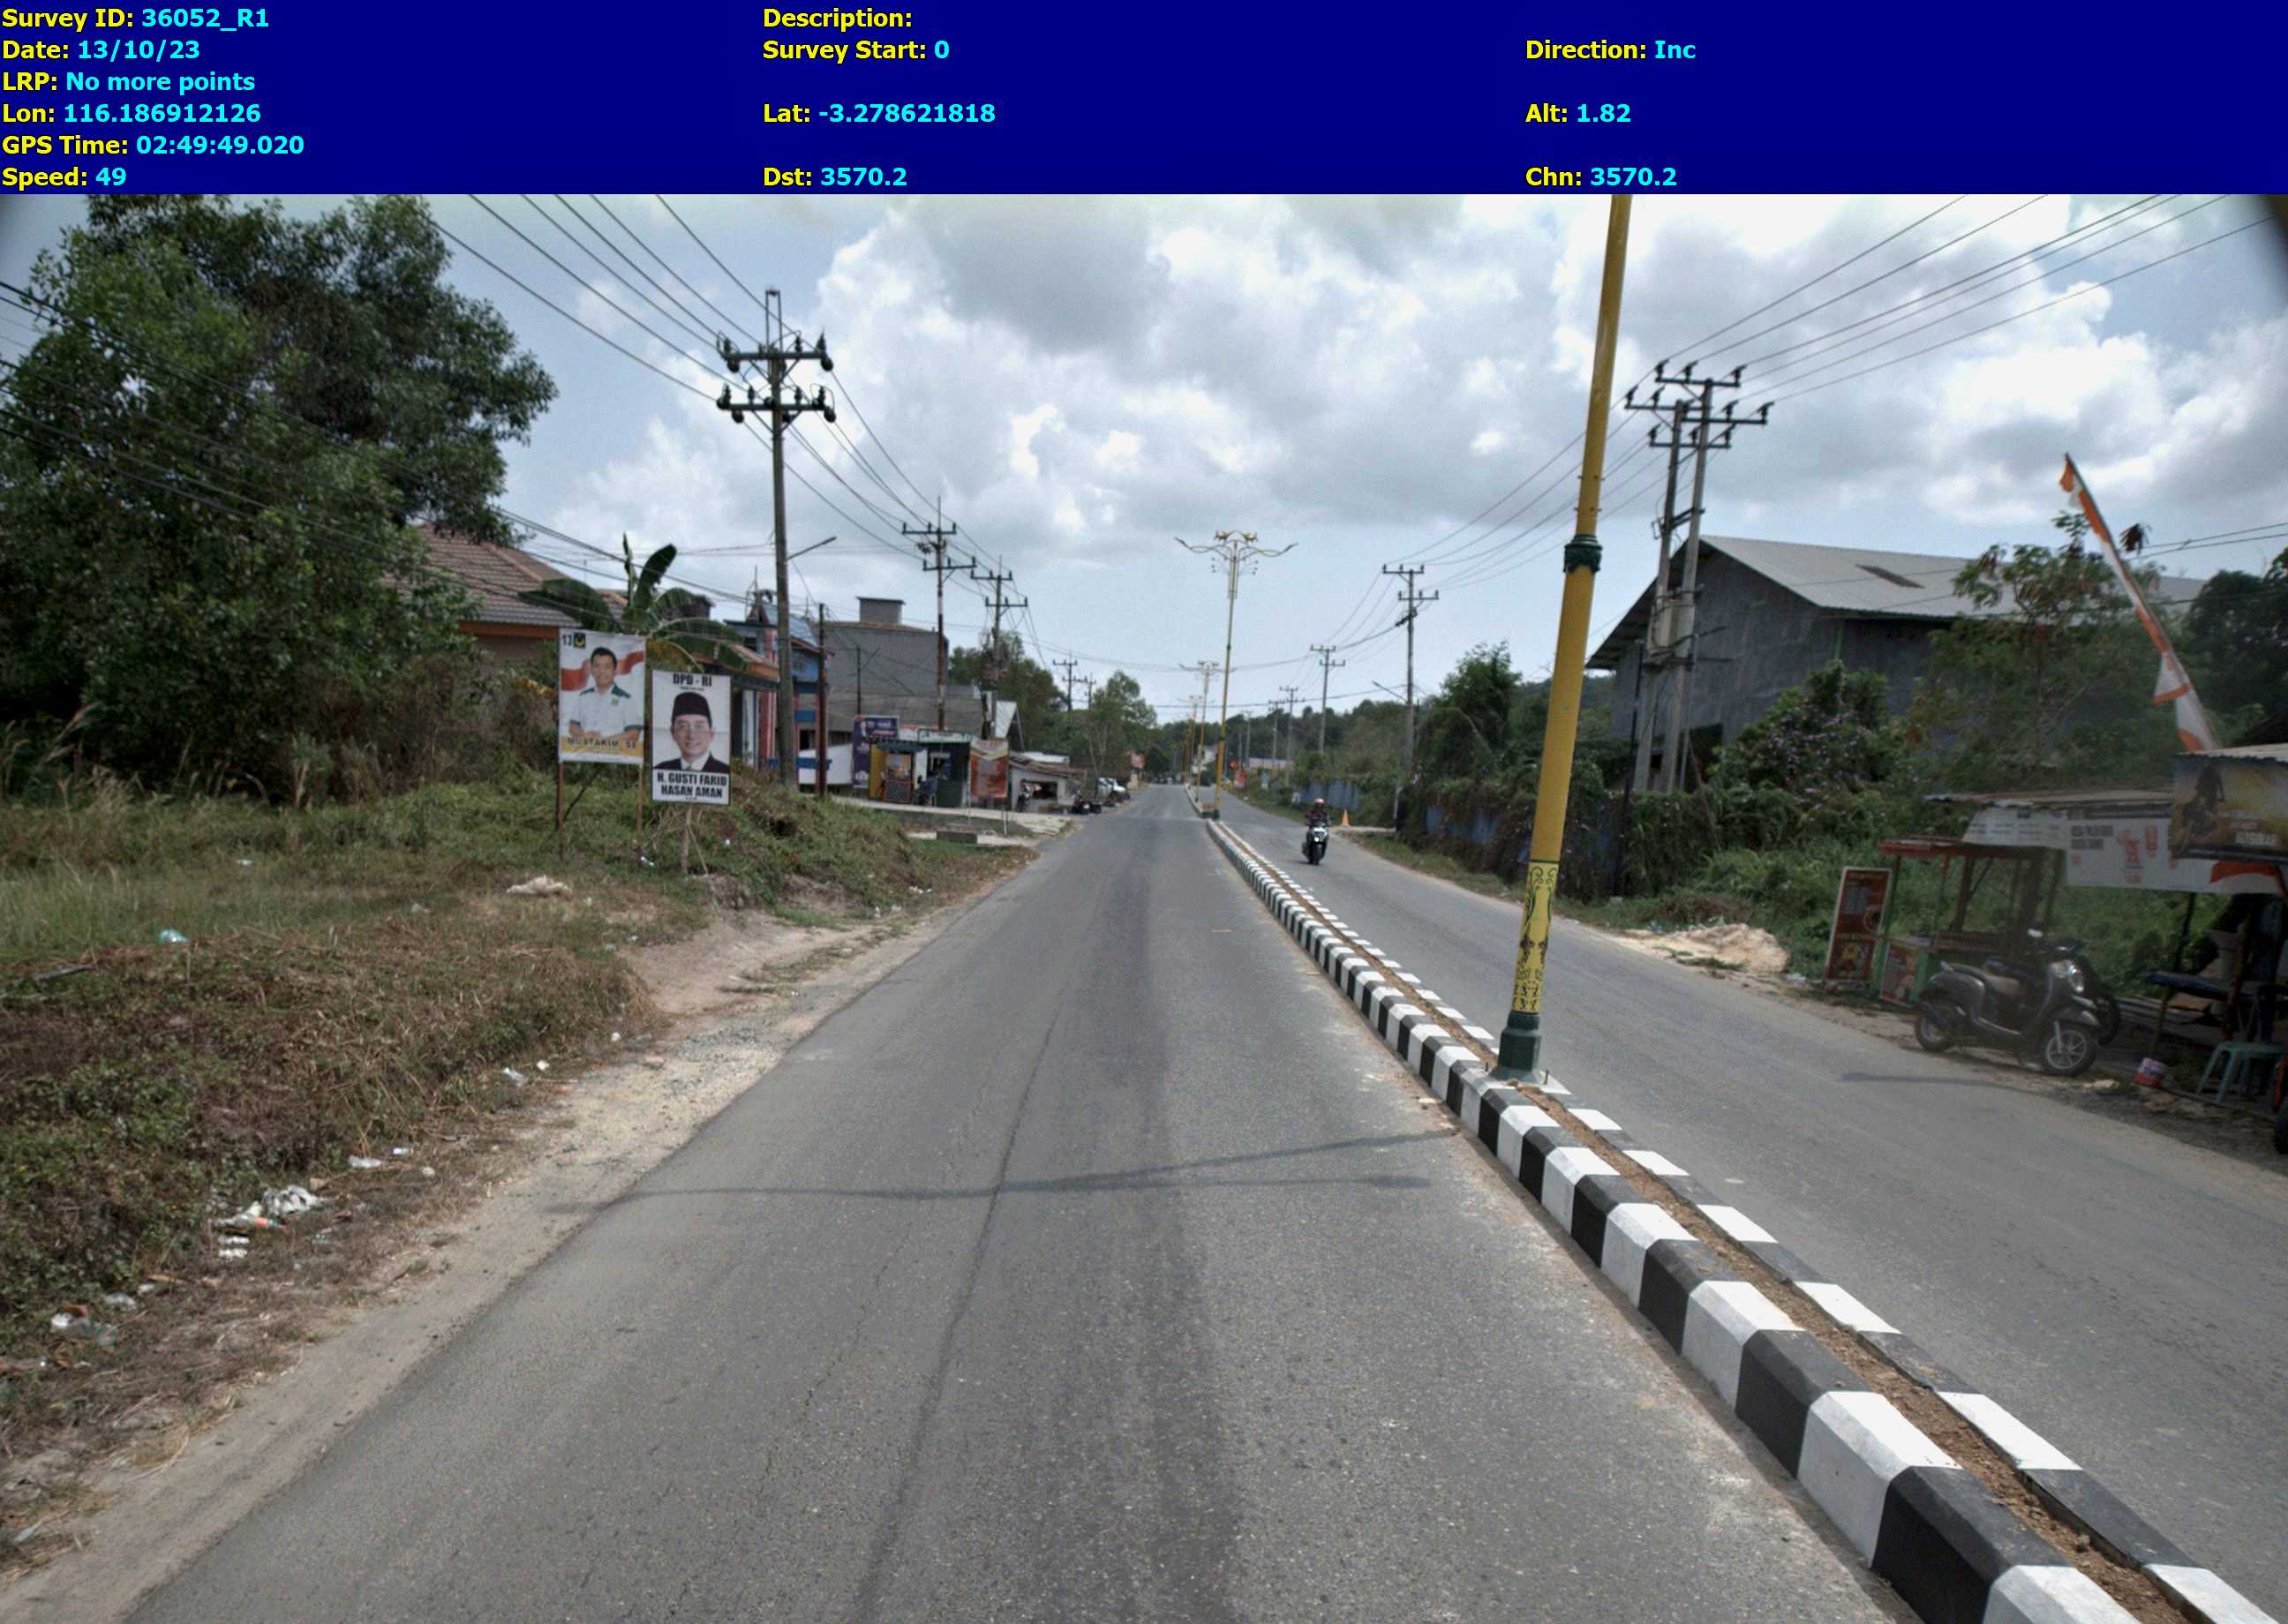 Survey ID: 36052_R1
Description:
Date: 13/10/23
Survey Start: 0
Direction: Inc
LRP: No more points
Lon: 116.186912126
Lat: -3.278621818
Alt: 1.82
GPS Time: 02:49:49.020
Speed: 49
Dst: 3570.2
Chn: 3570.2
13
MUSTAKIM, SE
DPD - RI
H. GUSTI FARID
HASAN AMAN